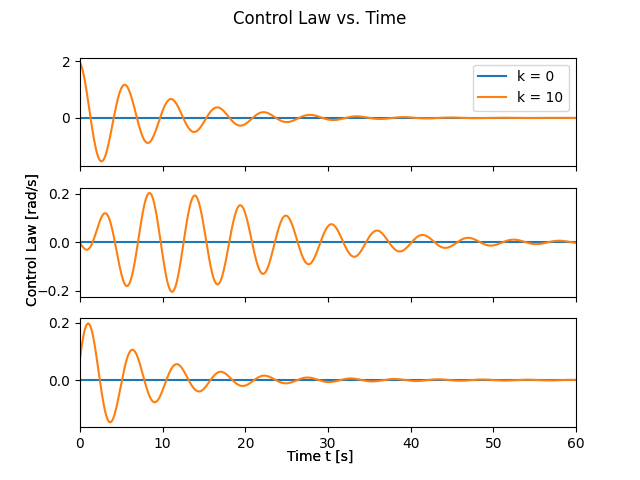 Control Law vs. Time
2
0
k = 0
k = 10
Control Law [rad/s]
0.2
0.0
−0.2
0.2
0.0
0 10 20 30 40 50 60
Time t [s]